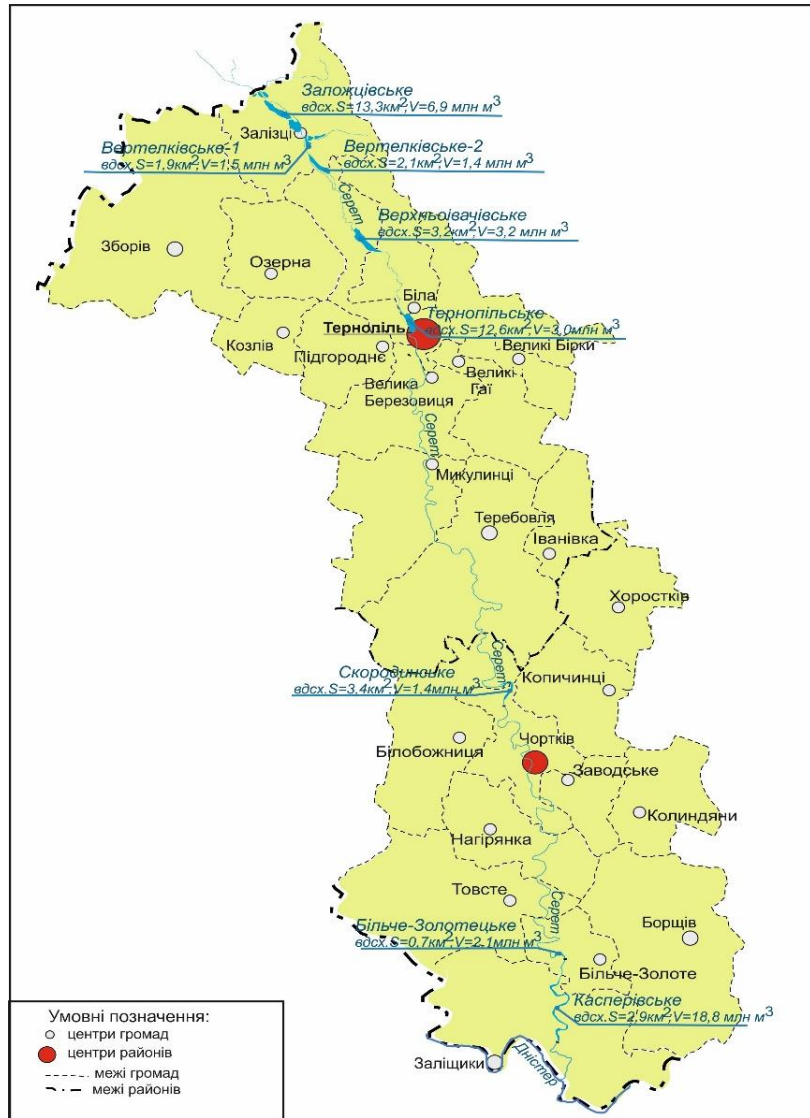 Заложцівське
вдсх.S=13,3км²,V=6,9 млн м³
Залізці
Вертелківське-1
вдсх.S=1,9км²,V=1,5 млн м³
Вертелківське-2
вдсх.S=2,1км²,V=1,4 млн м³
Серет
Верхньоівачівське
вдсх.S=3,2км²,V=3,2 млн м³
Зборів
Озерна
Біла
Тернопільське
вдсх.S=12,6км²,V=3,0млн м³
Тернопіль
Козлів
Підгороднє
Великі Бірки
Великі
Гаї
Велика
Березовиця
Серет
Микулинці
Теребовля
Іванівка
Хоростків
Серет
Скородинське
вдсх.S=3,4км²,V=1,4млн м³
Копичинці
Чортків
Білобожниця
Заводське
Колиндяни
Нагірянка
Товсте
Серет
Більче-Золотецьке
вдсх.S=0,7км²,V=2,1млн м³
Борщів
Більче-Золоте
Касперівське
вдсх.S=2,9км²,V=18,8 млн м³
Заліщики
Дністер
Умовні позначення:
центри громад
центри районів
межі громад
межі районів